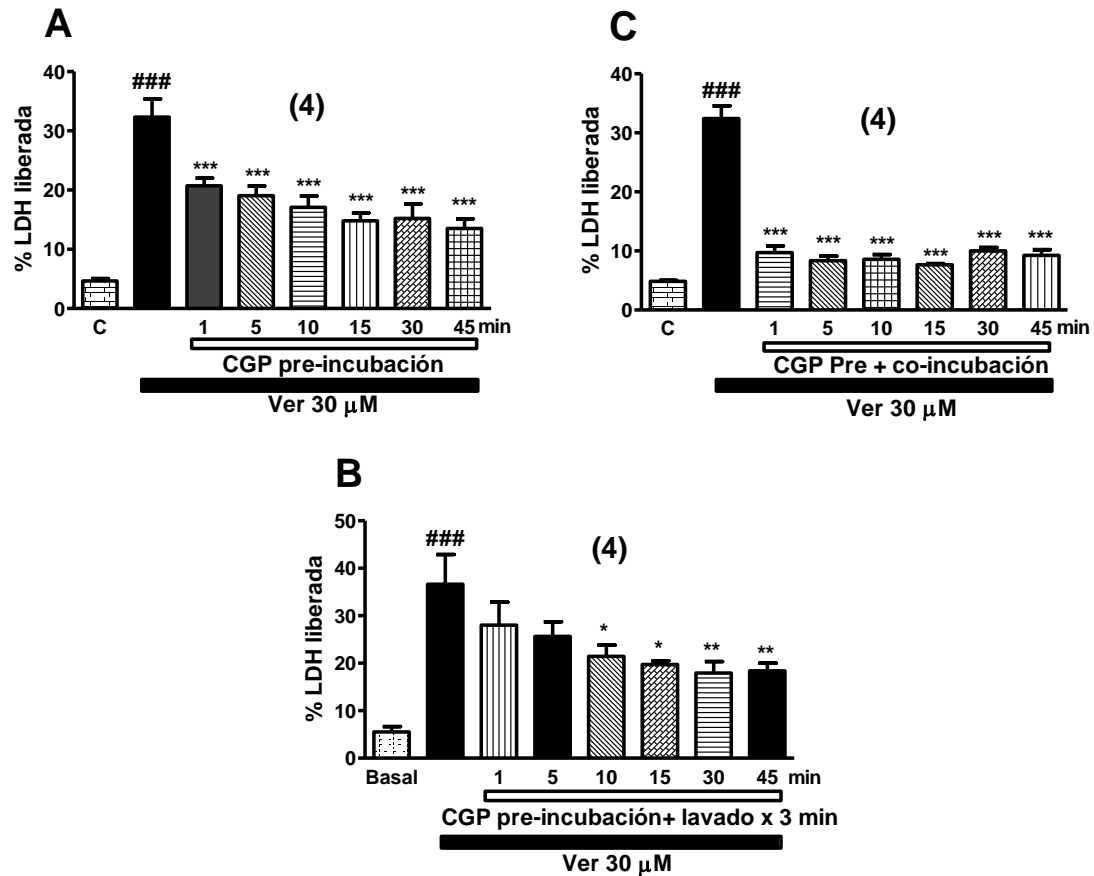 A
% LDH liberada
40
30
20
10
0
###
(4)
*** *** *** *** *** ***
C 1 5 10 15 30 45 min
CGP pre-incubación
Ver 30 µM
C
% LDH liberada
40
30
20
10
0
###
(4)
*** *** *** *** *** ***
C 1 5 10 15 30 45 min
CGP Pre + co-incubación
Ver 30 µM
B
% LDH liberada
50
40
30
20
10
0
###
(4)
* * ** **
Basal 1 5 10 15 30 45 min
CGP pre-incubación+ lavado x 3 min
Ver 30 µM